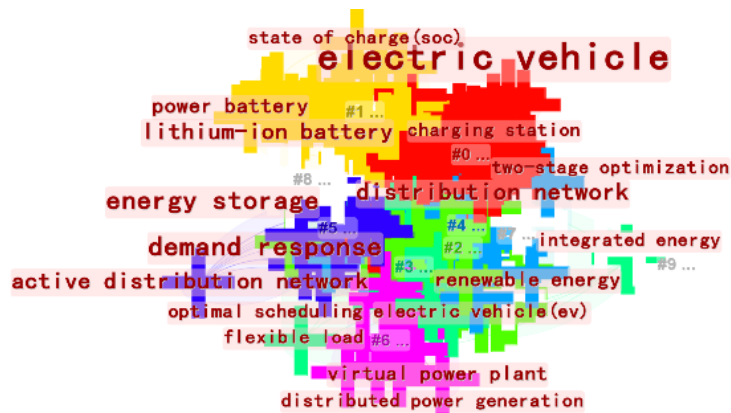 state of charge(soc)
electric vehicle
power battery
#1 ...
lithium-ion battery
charging station
#0 ...
two-stage optimization
#8 ...
energy storage
distribution network
#5 ...
#4 ...
demand response
#2 ...
... ...
integrated energy
#3 ...
#9 ...
active distribution network
renewable energy
optimal scheduling electric vehicle(ev)
flexible load
#6 ...
virtual power plant
distributed power generation